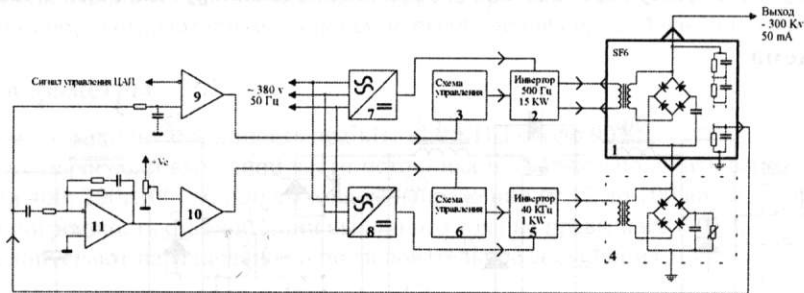 Выход
- 300 Kv
50 mA
SF6
Сигнал управления ЦАП
9
~ 380 v
50 Гц
7
Схема
управления
3
Инвертор
500 Гц
15 KW
2
1
+Vc
11
10
8
Схема
управления
6
Инвертор
40 КГц
1 KW
5
4